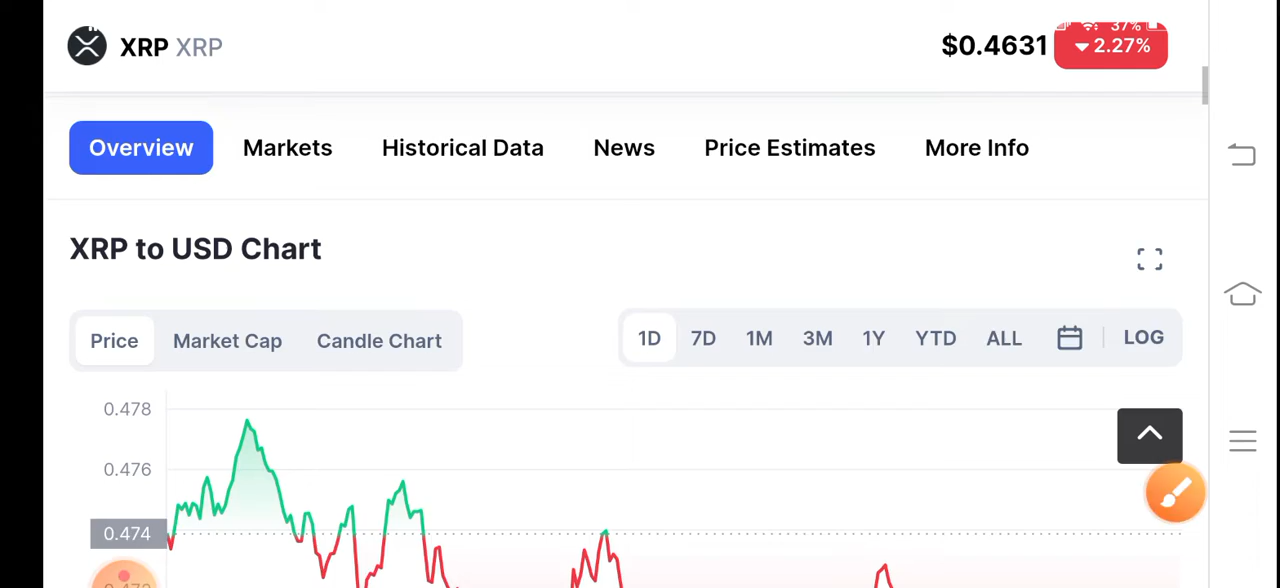 XRP XRP
$0.4631
37%
2.27%
Overview Markets Historical Data News Price Estimates More Info
XRP to USD Chart
Price Market Cap Candle Chart
1D 7D 1M 3M 1Y YTD ALL LOG
0.478
0.476
0.474